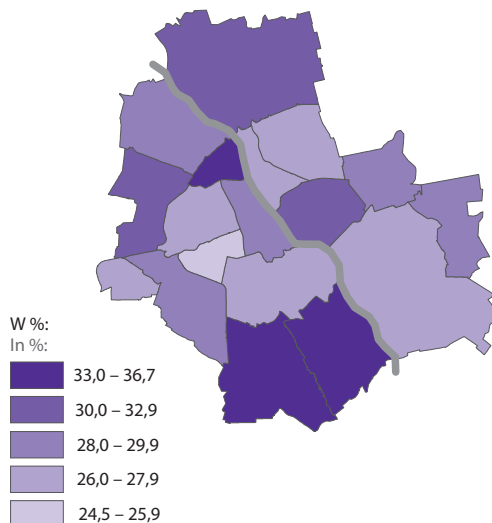 W %:
In %:
33,0 – 36,7
30,0 – 32,9
28,0 – 29,9
26,0 – 27,9
24,5 – 25,9